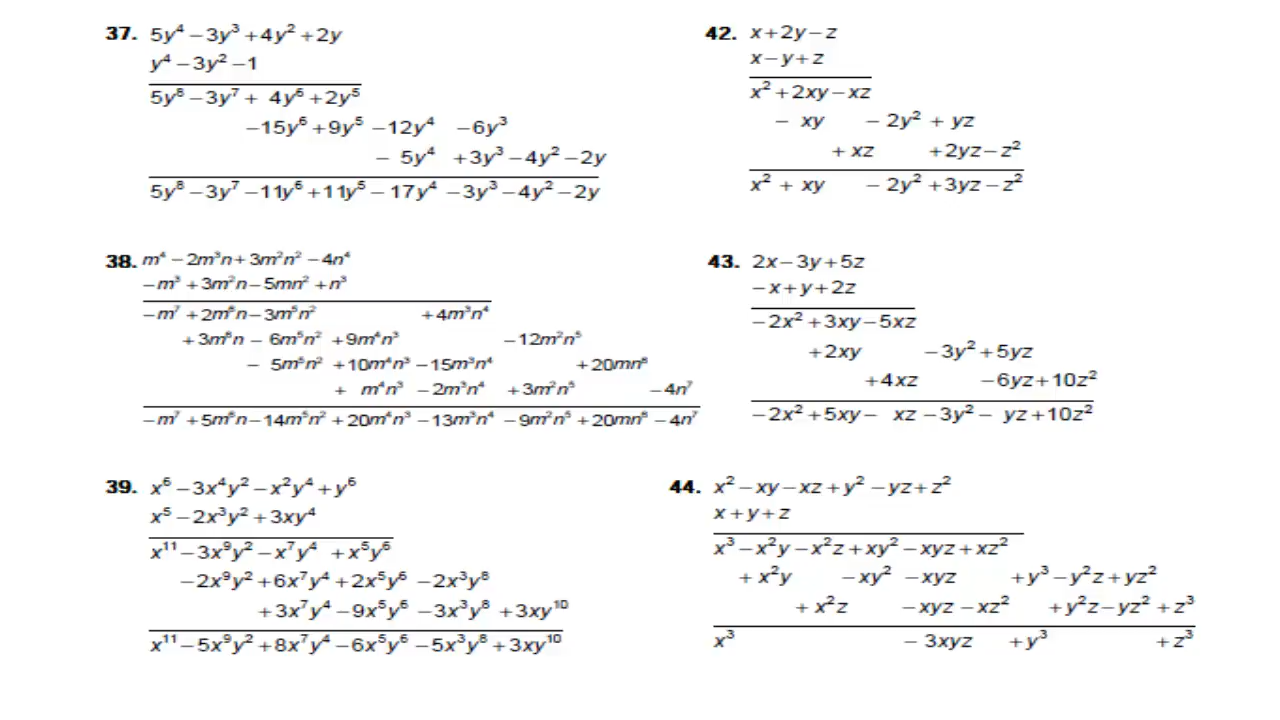 37. 5y⁴ – 3y³ + 4y² + 2y
y⁴ – 3y² – 1
5y⁸ – 3y⁷ + 4y⁶ + 2y⁵
– 15y⁶ + 9y⁵ – 12y⁴ – 6y³
– 5y⁴ + 3y³ – 4y² – 2y
5y⁸ – 3y⁷ – 11y⁶ + 11y⁵ – 17y⁴ – 3y³ – 4y² – 2y
38. m⁴ – 2m³n + 3m²n² – 4n⁴
–m³ + 3m²n – 5mn² + n³
–m⁷ + 2m⁶n – 3m⁵n² + 4m³n⁴
+ 3m⁶n – 6m⁵n² + 9m⁴n³ – 12m²n⁵
– 5m⁵n² + 10m⁴n³ – 15m³n⁴ + 20mn⁶
+ m⁴n³ – 2m³n⁴ + 3m²n⁵ – 4n⁷
–m⁷ + 5m⁶n – 14m⁵n² + 20m⁴n³ – 13m³n⁴ – 9m²n⁵ + 20mn⁶ – 4n⁷
39. x⁶ – 3x⁴y² – x²y⁴ + y⁶
x⁵ – 2x³y² + 3xy⁴
x¹¹ – 3x⁹y² – x⁷y⁴ + x⁵y⁶
– 2x⁹y² + 6x⁷y⁴ + 2x⁵y⁶ – 2x³y⁸
+ 3x⁷y⁴ – 9x⁵y⁶ – 3x³y⁸ + 3xy¹⁰
x¹¹ – 5x⁹y² + 8x⁷y⁴ – 6x⁵y⁶ – 5x³y⁸ + 3xy¹⁰
42. x + 2y – z
x – y + z
x² + 2xy – xz
– xy – 2y² + yz
+ xz + 2yz – z²
x² + xy – 2y² + 3yz – z²
43. 2x – 3y + 5z
– x + y + 2z
– 2x² + 3xy – 5xz
+ 2xy – 3y² + 5yz
+ 4xz – 6yz + 10z²
– 2x² + 5xy – xz – 3y² – yz + 10z²
44. x² – xy – xz + y² – yz + z²
x + y + z
x³ – x²y – x²z + xy² – xyz + xz²
+ x²y – xy² – xyz + y³ – y²z + yz²
+ x²z – xyz – xz² + y²z – yz² + z³
x³ – 3xyz + y³ + z³